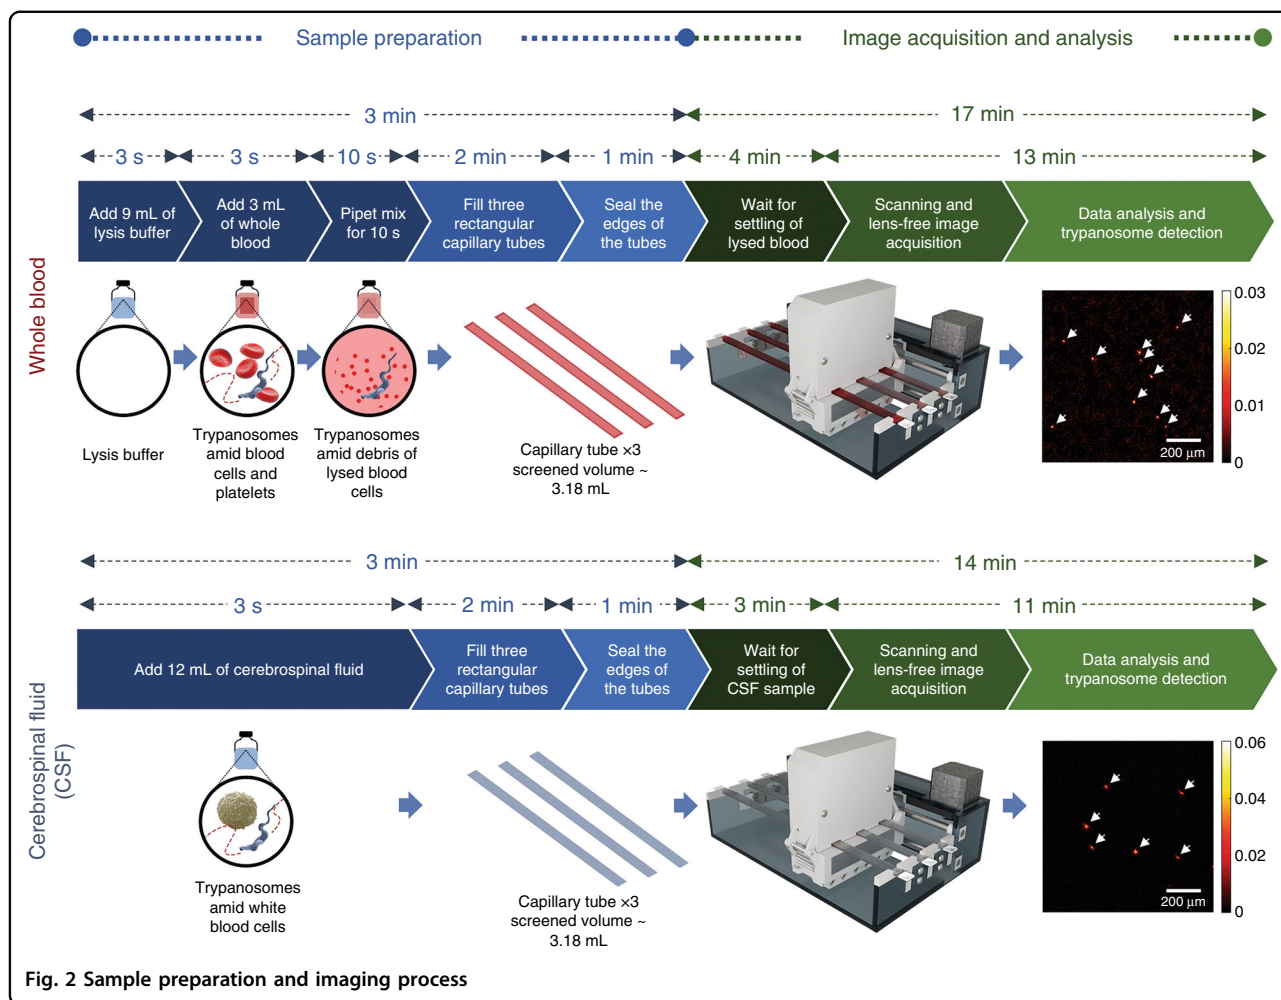 Sample preparation
Image acquisition and analysis
3 min
17 min
3 s
3 s
10 s
2 min
1 min
4 min
13 min
Add 9 mL of
lysis buffer
Add 3 mL
of whole
blood
Pipet mix
for 10 s
Fill three
rectangular
capillary tubes
Seal the
edges of
the tubes
Wait for
settling of
lysed blood
Scanning and
lens-free image
acquisition
Data analysis and
trypanosome detection
Whole blood
Lysis buffer
Trypanosomes
amid blood
cells and
platelets
Trypanosomes
amid debris of
lysed blood
cells
Capillary tube ×3
screened volume ~
3.18 mL
200 μm
0.03
0.02
0.01
0
3 min
14 min
3 s
2 min
1 min
3 min
11 min
Add 12 mL of cerebrospinal fluid
Fill three
rectangular
capillary tubes
Seal the
edges of
the tubes
Wait for
settling of
CSF sample
Scanning and
lens-free image
acquisition
Data analysis and
trypanosome detection
Cerebrospinal fluid
(CSF)
Trypanosomes
amid white
blood cells
Capillary tube ×3
screened volume ~
3.18 mL
200 μm
0.06
0.04
0.02
0
Fig. 2 Sample preparation and imaging process